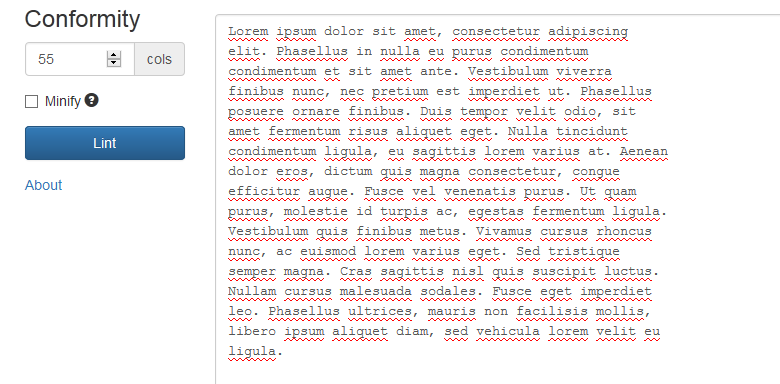 Conformity
55 cols
Minify ?
Lint
About
Lorem ipsum dolor sit amet, consectetur adipiscing
elit. Phasellus in nulla eu purus condimentum
condimentum et sit amet ante. Vestibulum viverra
finibus nunc, nec pretium est imperdiet ut. Phasellus
posuere ornare finibus. Duis tempor velit odio, sit
amet fermentum risus aliquet eget. Nulla tincidunt
condimentum ligula, eu sagittis lorem varius at. Aenean
dolor eros, dictum quis magna consectetur, congue
efficitur augue. Fusce vel venenatis purus. Ut quam
purus, molestie id turpis ac, egestas fermentum ligula.
Vestibulum quis finibus metus. Vivamus cursus rhoncus
nunc, ac euismod lorem varius eget. Sed tristique
semper magna. Cras sagittis nisl quis suscipit luctus.
Nullam cursus malesuada sodales. Fusce eget imperdiet
leo. Phasellus ultrices, mauris non facilisis mollis,
libero ipsum aliquet diam, sed vehicula lorem velit eu
ligula.